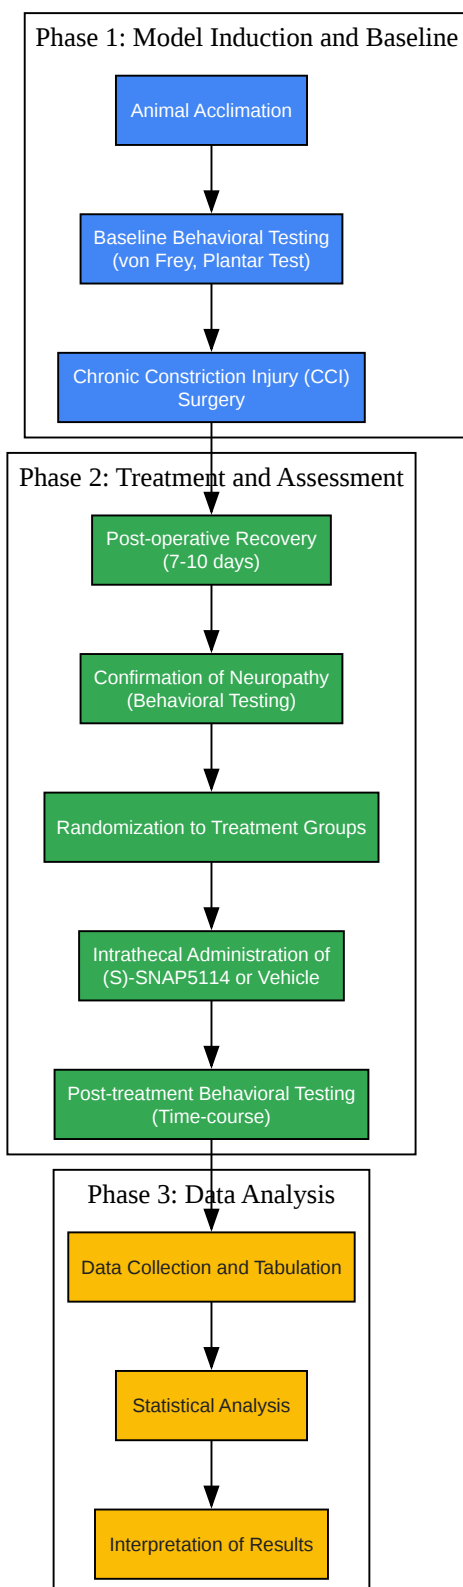 Phase 1: Model Induction and Baseline
Animal Acclimation
Baseline Behavioral Testing
(von Frey, Plantar Test)
Chronic Constriction Injury (CCI)
Surgery
Phase 2: Treatment and Assessment
Post-operative Recovery
(7-10 days)
Confirmation of Neuropathy
(Behavioral Testing)
Randomization to Treatment Groups
Intrathecal Administration of
(S)-SNAP5114 or Vehicle
Post-treatment Behavioral Testing
(Time-course)
Phase 3: Data Analysis
Data Collection and Tabulation
Statistical Analysis
Interpretation of Results